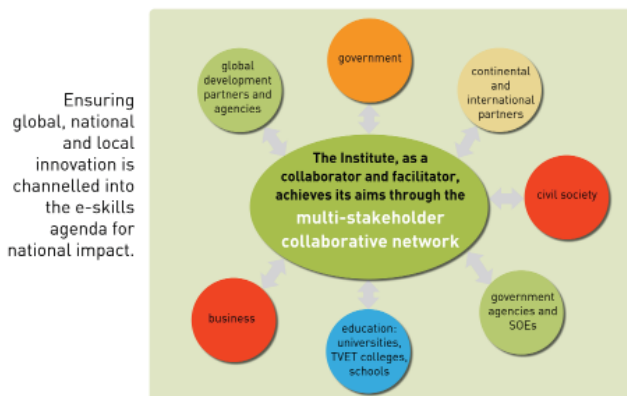 Ensuring
global, and national
and local
innovation is
channelled into
the e-skills
agenda for
national impact.
government
global
development
partners and
agencies
continental
and
international
partners
The Institute, as a
collaborator and facilitator,
achieves its aims through the
multi-stakeholder
collaborative network
civil society
business
government
agencies and
SOEs
education:
universities,
TVET colleges,
schools